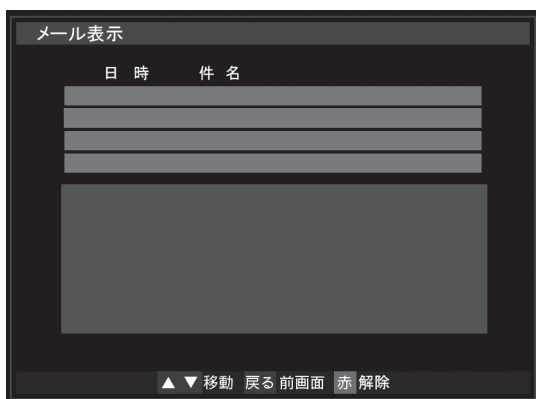 メール表示
日 時 件 名
▲ ▼ 移動 戻る 前画面 赤 解除